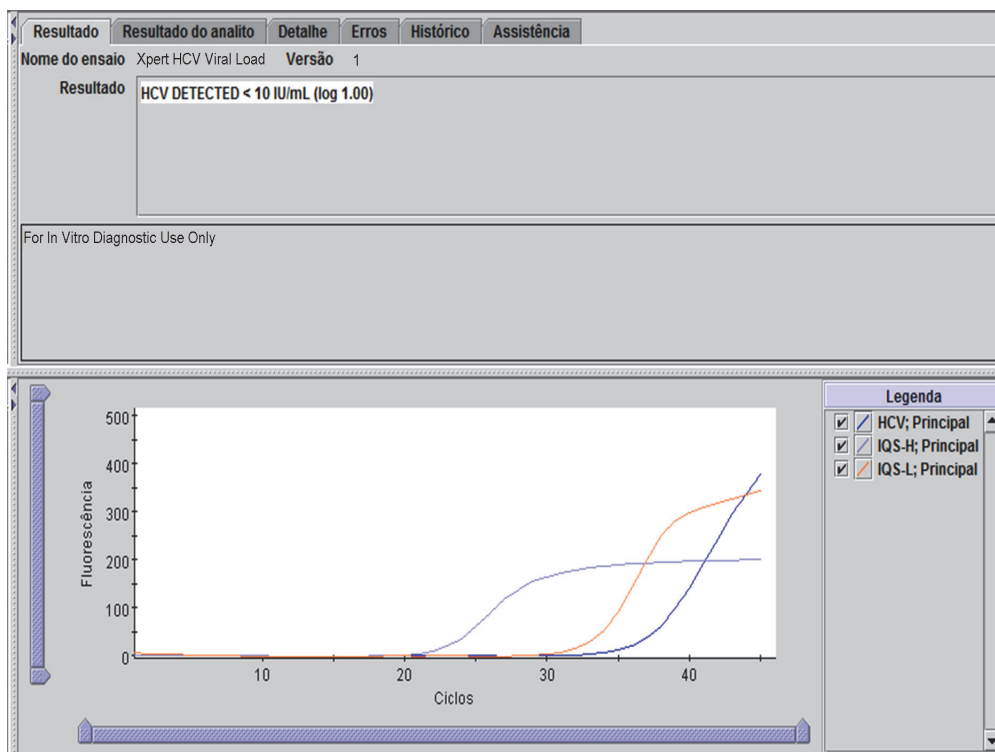 Resultado Resultado do analito Detalhe Erros Histórico Assistência
Nome do ensaio Xpert HCV Viral Load Versão 1
Resultado HCV DETECTED < 10 IU/mL (log 1.00)
For In Vitro Diagnostic Use Only
500
400
300
200
100
0
Fluorescência
10 20 30 40
Ciclos
Legenda
HCV; Principal
IQS-H; Principal
IQS-L; Principal